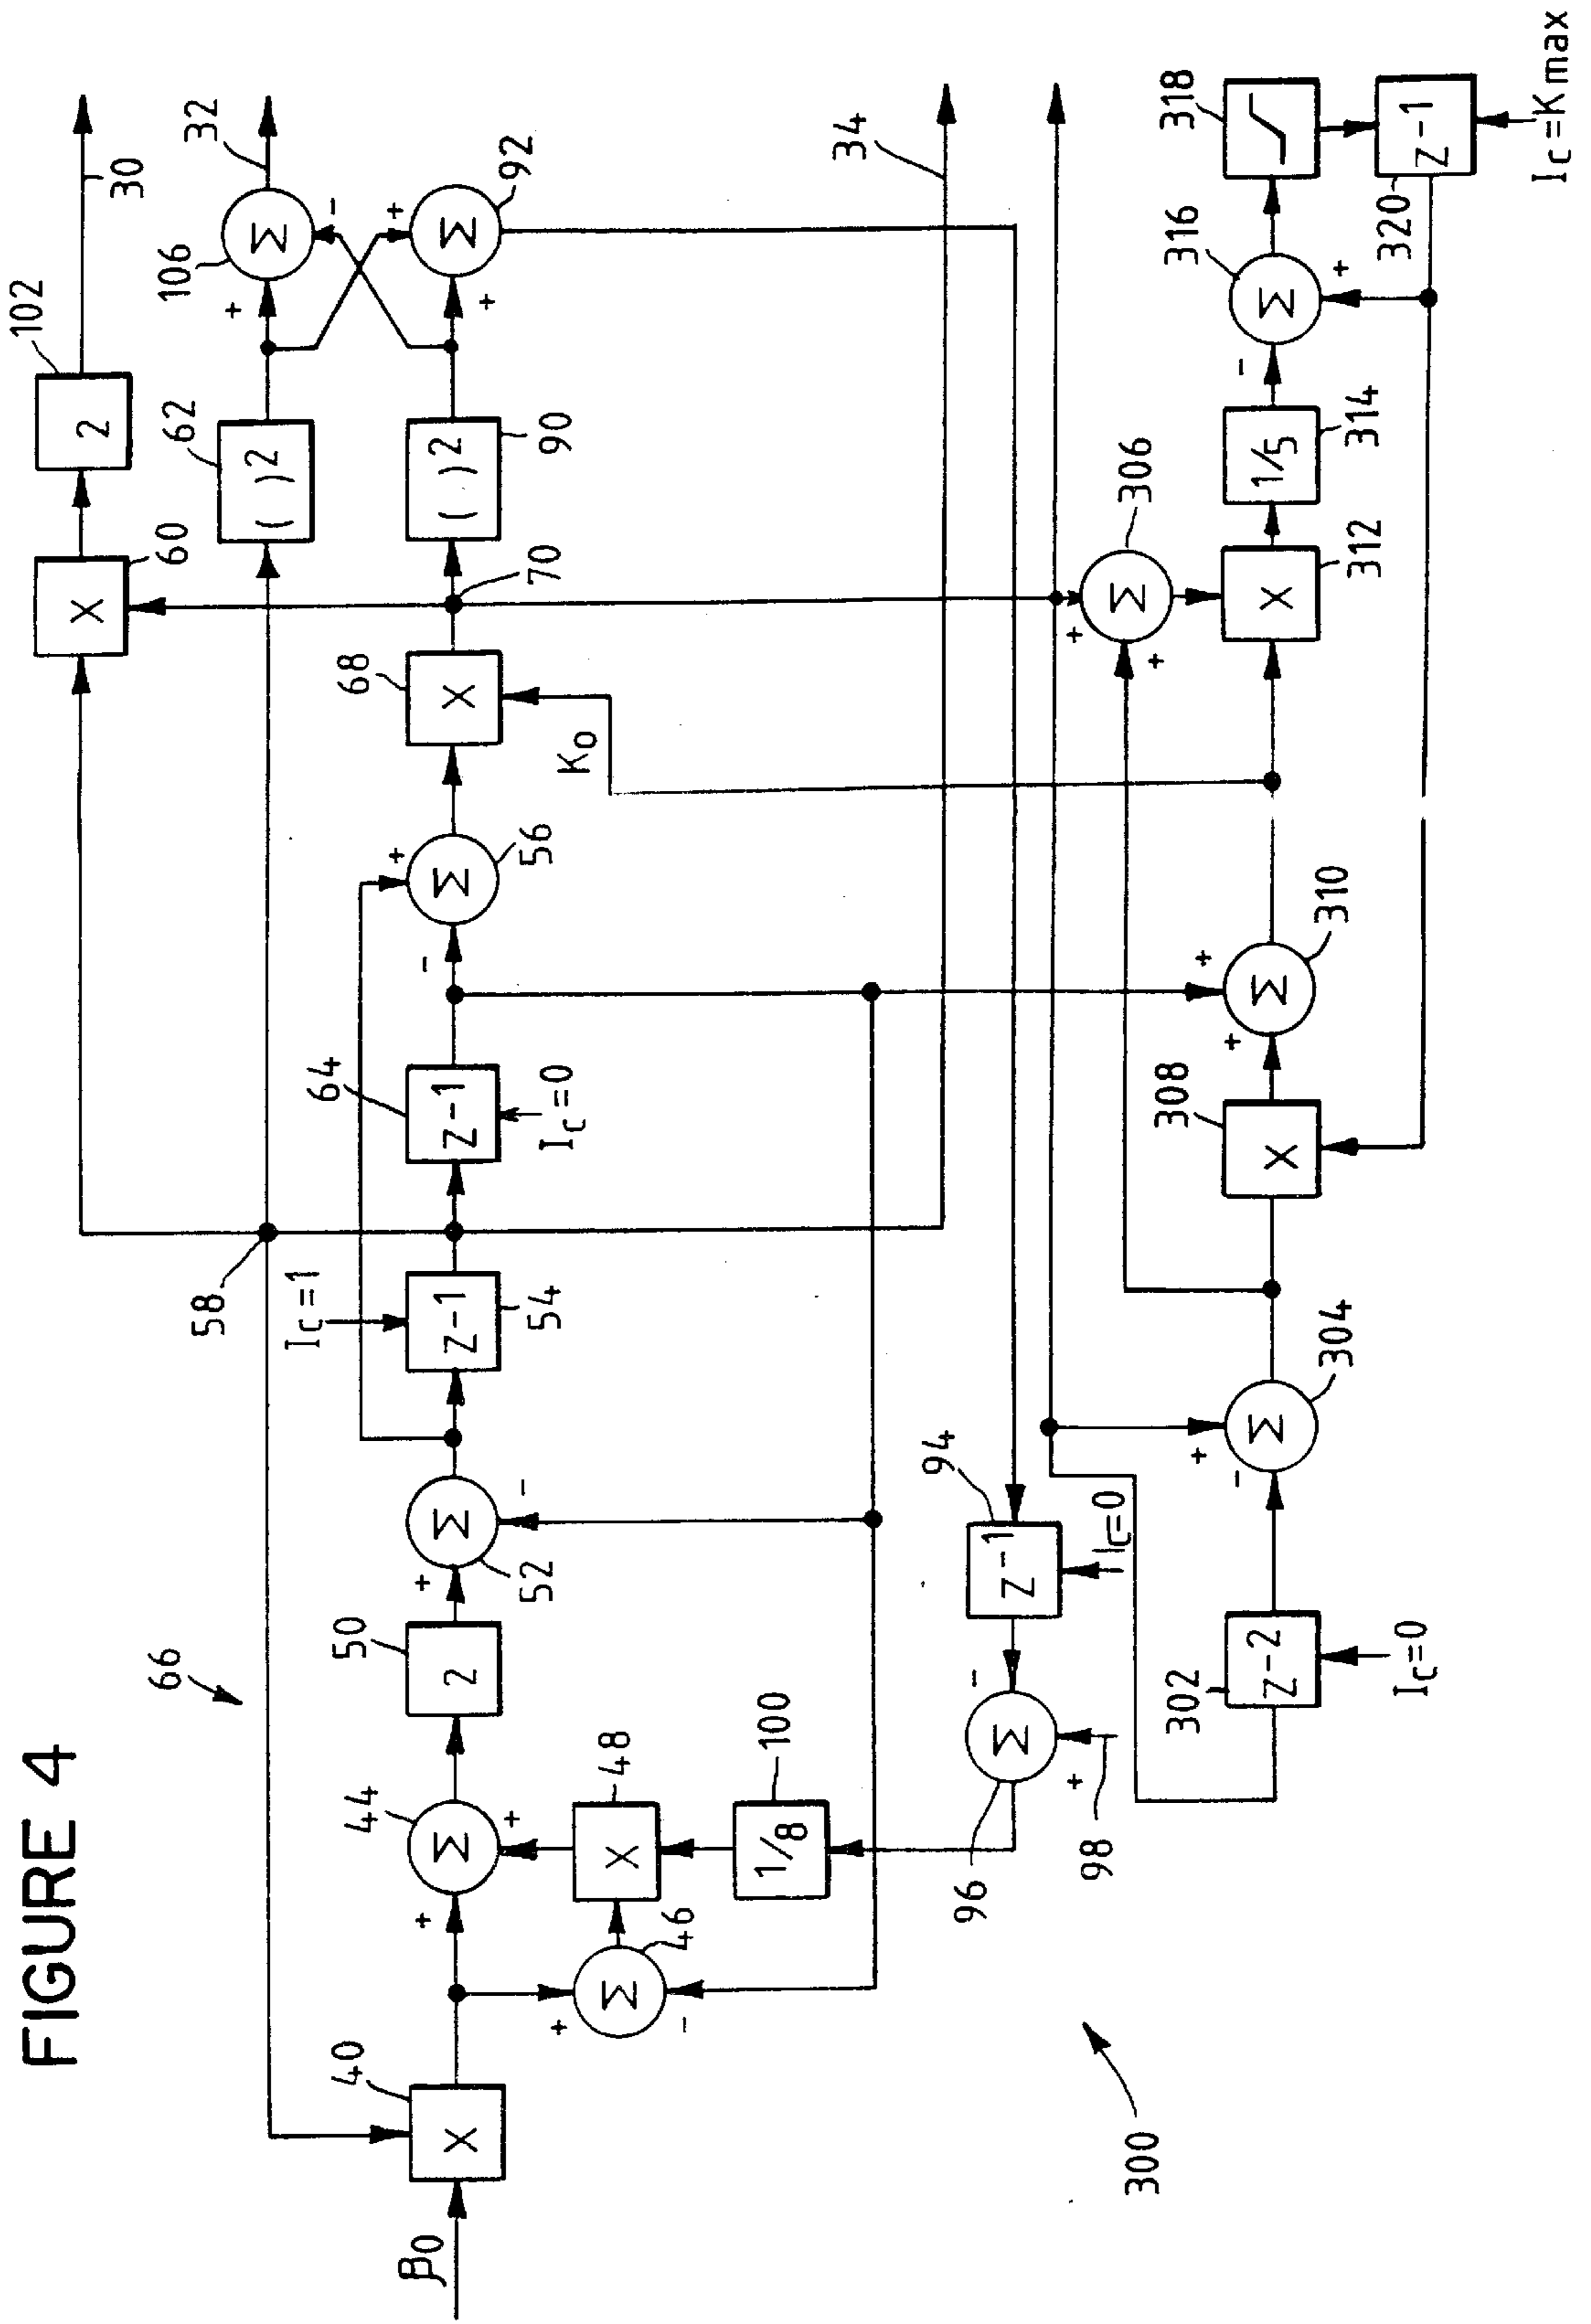 FIGURE 4
66
58
30
32
34
β0
40
X
44
Σ
46
Σ
48
X
100
1/8
50
2
52
Σ
Ic=1
54
Z-1
64
Z-1
Ic=0
56
Σ
68
X
K0
70
60
X
102
2
62
( )2
90
( )2
106
Σ
92
Σ
94
Z-1
Ic=0
96
Σ
98
300
302
Z-2
Ic=0
304
Σ
308
X
310
Σ
306
Σ
312
X
314
1/5
316
Σ
318
320
Z-1
Ic=Kmax